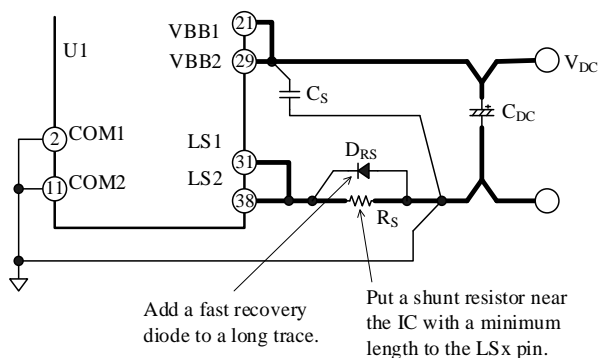 VBB1
21
U1
VBB2
29
VDC
CS
CDC
+
2
COM1
LS1
31
DRS
11
COM2
LS2
38
RS
Add a fast recovery
diode to a long trace.
Put a shunt resistor near
the IC with a minimum
length to the LSx pin.